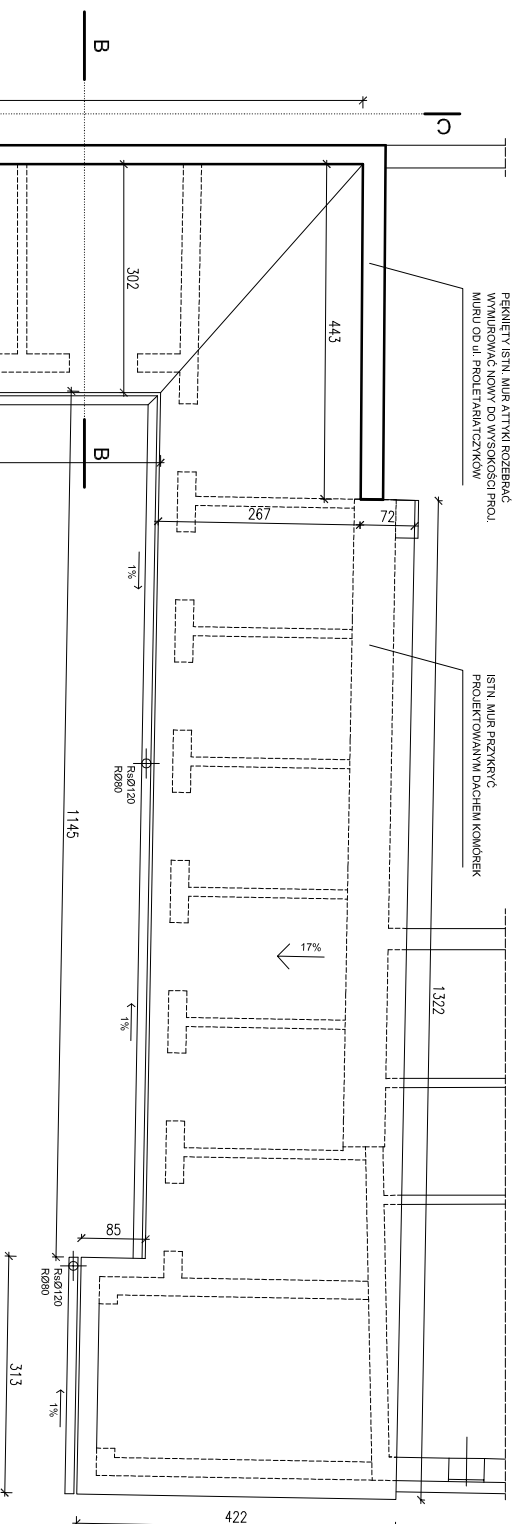 B
C
PĘKNIĘTY ISTN. MUR ATTYKI ROZEBRAĆ
WYMUROWAĆ NOWY DO WYSOKOŚCI PROJ.
MURU OD ul. PROLETARIATCZYKÓW
302
443
B
267
72
1%
ISTN. MUR PRZYKRYĆ
PROJEKTOWANYM DACHEM KOMÓREK
RsØ120
RØ80
1145
17%
1322
1%
85
RsØ120
RØ80
313
1%
422